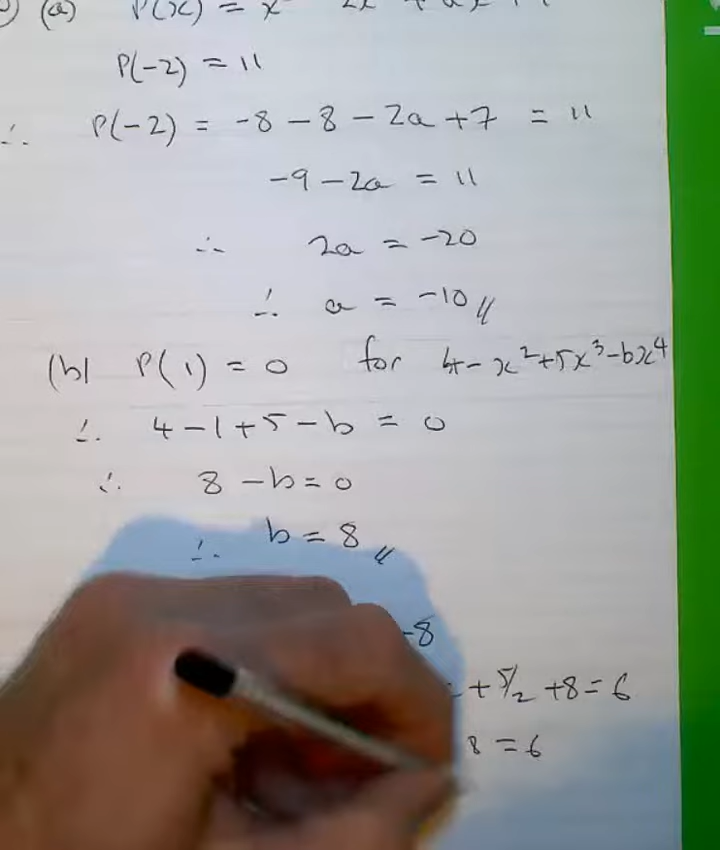 (a) P(x) = x
P(-2) = 11
∴ P(-2) = -8 - 8 - 2a + 7 = 11
-9 - 2a = 11
∴ 2a = -20
∴ a = -10 //
(b) P(1) = 0 for 4 - x² + 5x³ - bx⁴
∴ 4 - 1 + 5 - b = 0
∴ 8 - b = 0
∴ b = 8 //
-8
+ 5/2 + 8 = 6
8 = 6